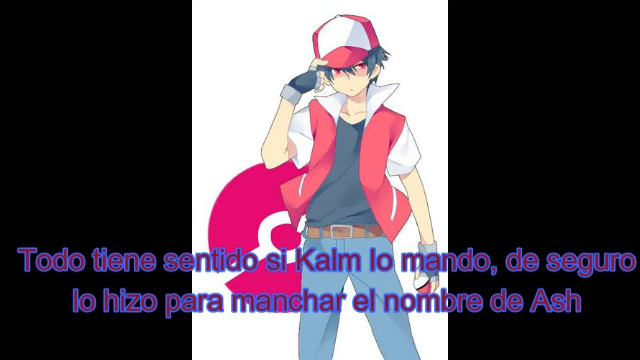 Todo tiene sentido si Kalm lo mando, de seguro
lo hizo para manchar el nombre de Ash